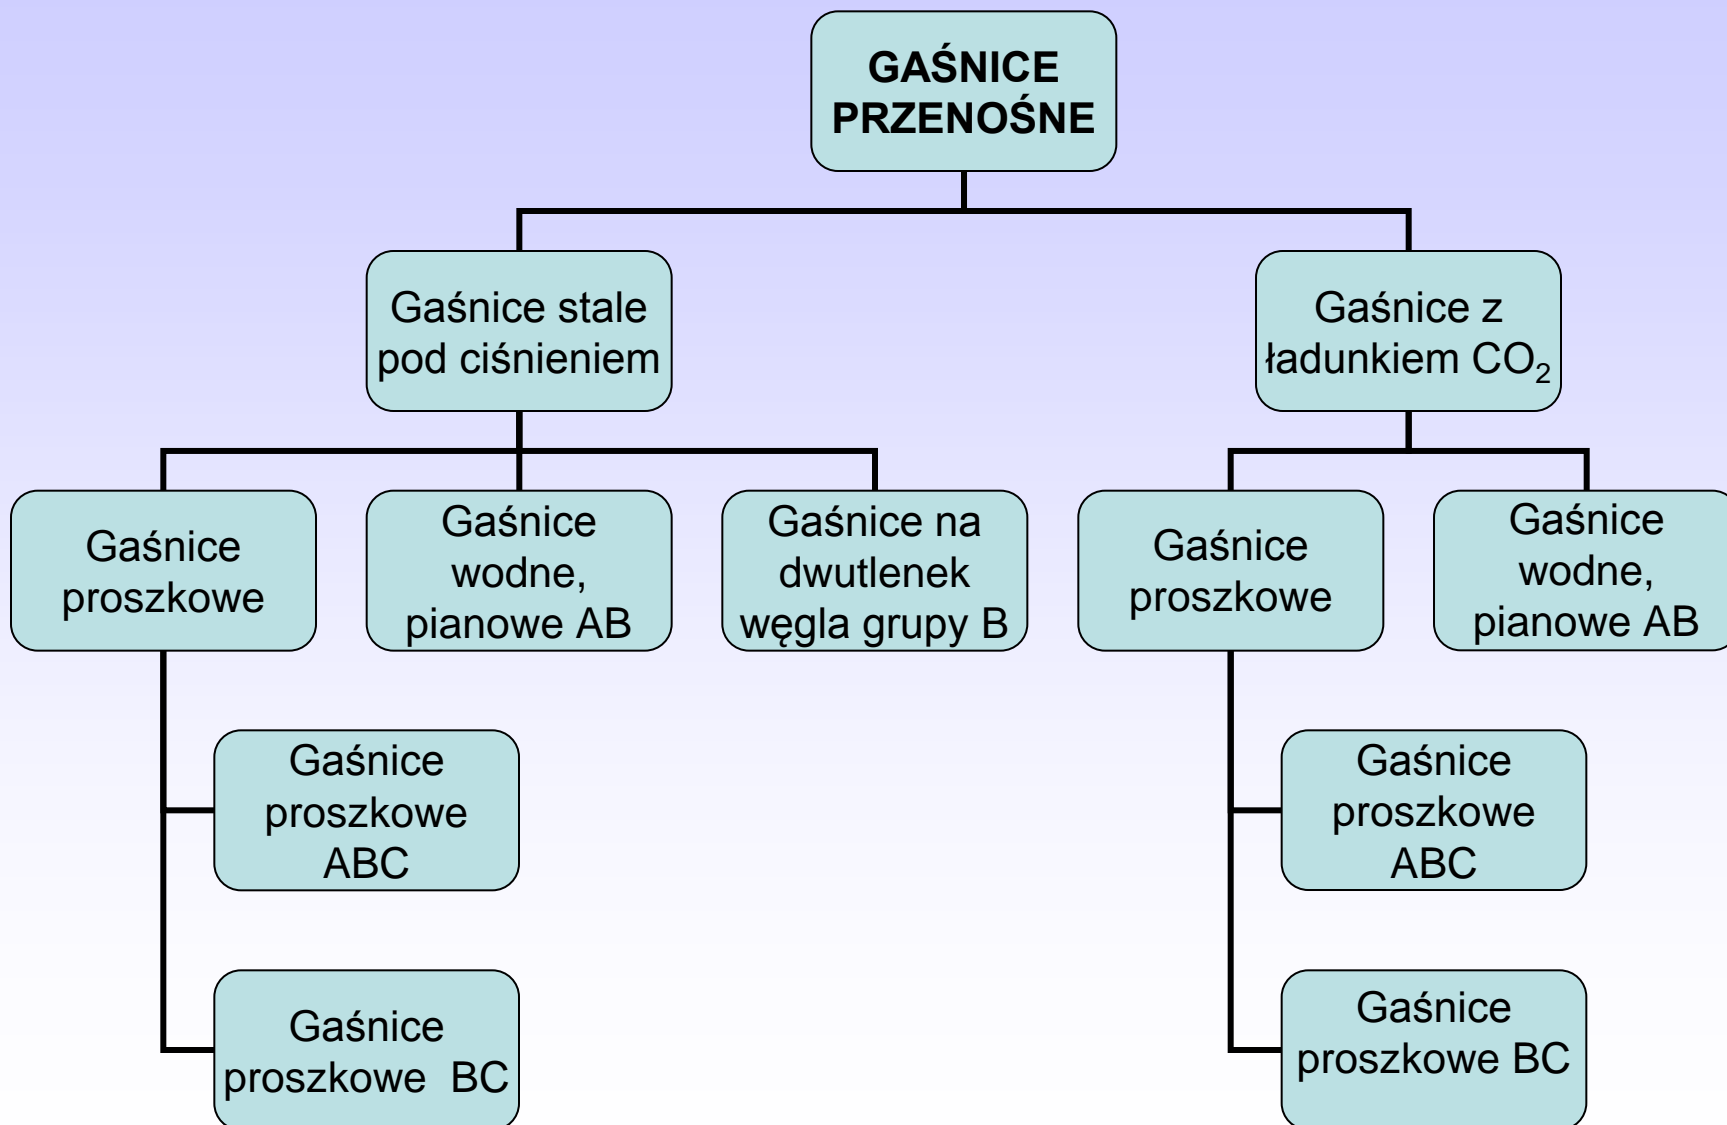 GAŚNICE
PRZENOŚNE
Gaśnice stale
pod ciśnieniem
Gaśnice z
ładunkiem CO₂
Gaśnice
proszkowe
Gaśnice
wodne,
pianowe AB
Gaśnice na
dwutlenek
węgla grupy B
Gaśnice
proszkowe
Gaśnice
wodne,
pianowe AB
Gaśnice
proszkowe
ABC
Gaśnice
proszkowe
ABC
Gaśnice
proszkowe  BC
Gaśnice
proszkowe BC